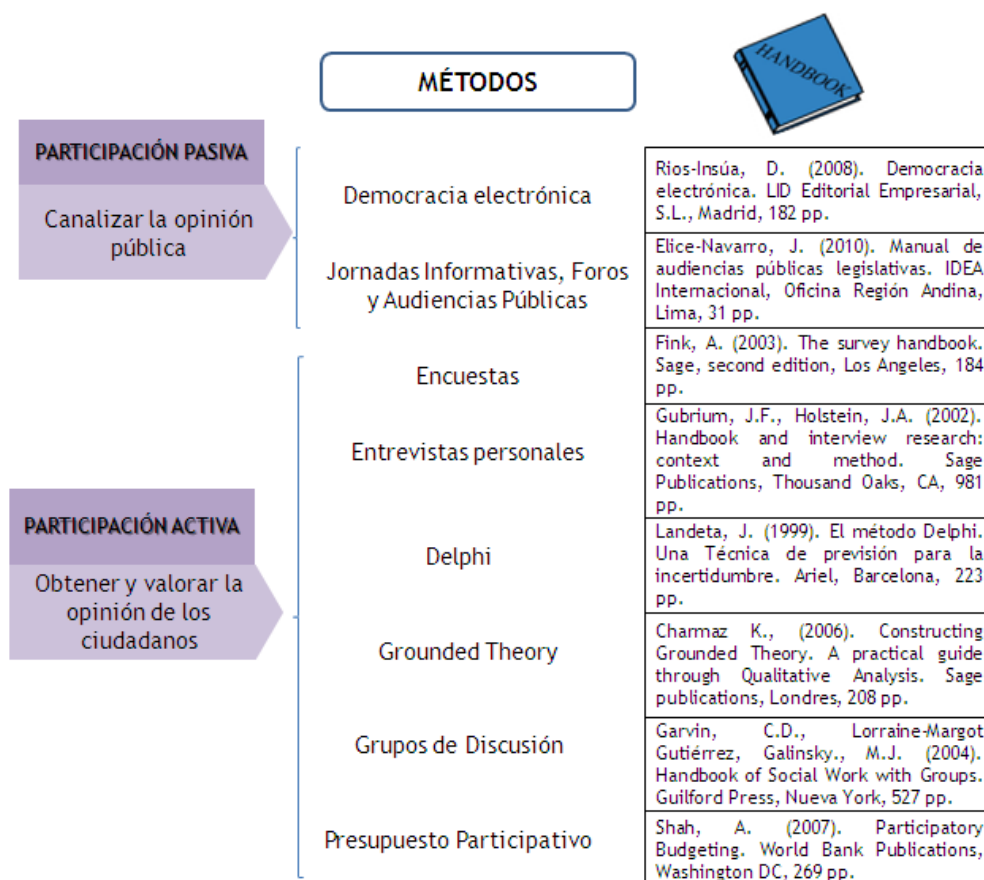 MÉTODOS
HANDBOOK
PARTICIPACIÓN PASIVA
Canalizar la opinión
pública
Democracia electrónica
Rios-Insúa, D. (2008). Democracia
electrónica. LID Editorial Empresarial,
S.L., Madrid, 182 pp.
Jornadas Informativas, Foros
y Audiencias Públicas
Elice-Navarro, J. (2010). Manual de
audiencias públicas legislativas. IDEA
Internacional, Oficina Región Andina,
Lima, 31 pp.
PARTICIPACIÓN ACTIVA
Obtener y valorar la
opinión de los
ciudadanos
Encuestas
Fink, A. (2003). The survey handbook.
Sage, second edition, Los Angeles, 184
pp.
Entrevistas personales
Gubrium, J.F., Holstein, J.A. (2002).
Handbook and interview research:
context and method. Sage
Publications, Thousand Oaks, CA, 981
pp.
Delphi
Landeta, J. (1999). El método Delphi.
Una Técnica de previsión para la
incertidumbre. Ariel, Barcelona, 223
pp.
Grounded Theory
Charmaz K., (2006). Constructing
Grounded Theory. A practical guide
through Qualitative Analysis. Sage
publications, Londres, 208 pp.
Grupos de Discusión
Garvin, C.D., Lorraine-Margot
Gutiérrez, Galinsky., M.J. (2004).
Handbook of Social Work with Groups.
Guilford Press, Nueva York, 527 pp.
Presupuesto Participativo
Shah, A. (2007). Participatory
Budgeting. World Bank Publications,
Washington DC, 269 pp.